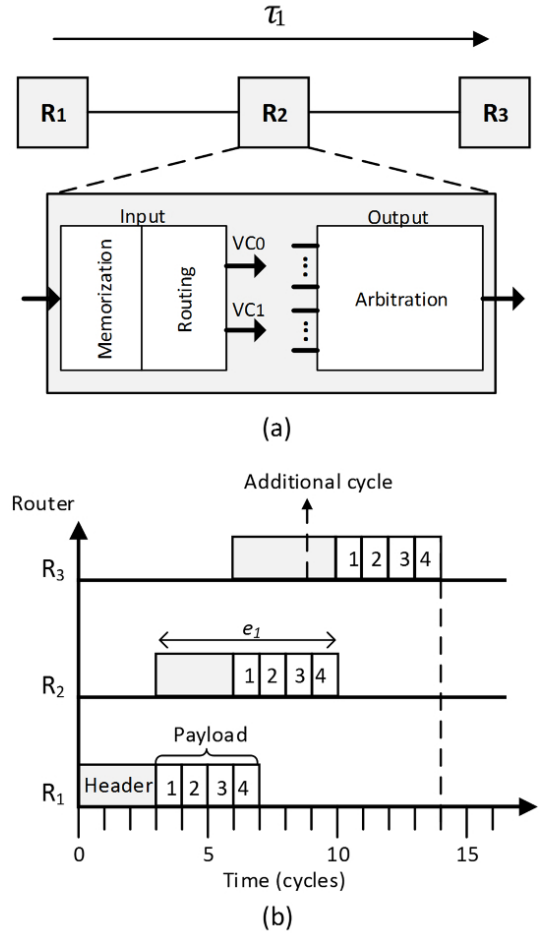 τ1
R1 R2 R3
Input Output
Memorization Routing VC0 VC1 Arbitration
(a)
Additional cycle
Router
R3 1 2 3 4
e1
R2 1 2 3 4
Payload
R1 Header 1 2 3 4
0 5 10 15
Time (cycles)
(b)